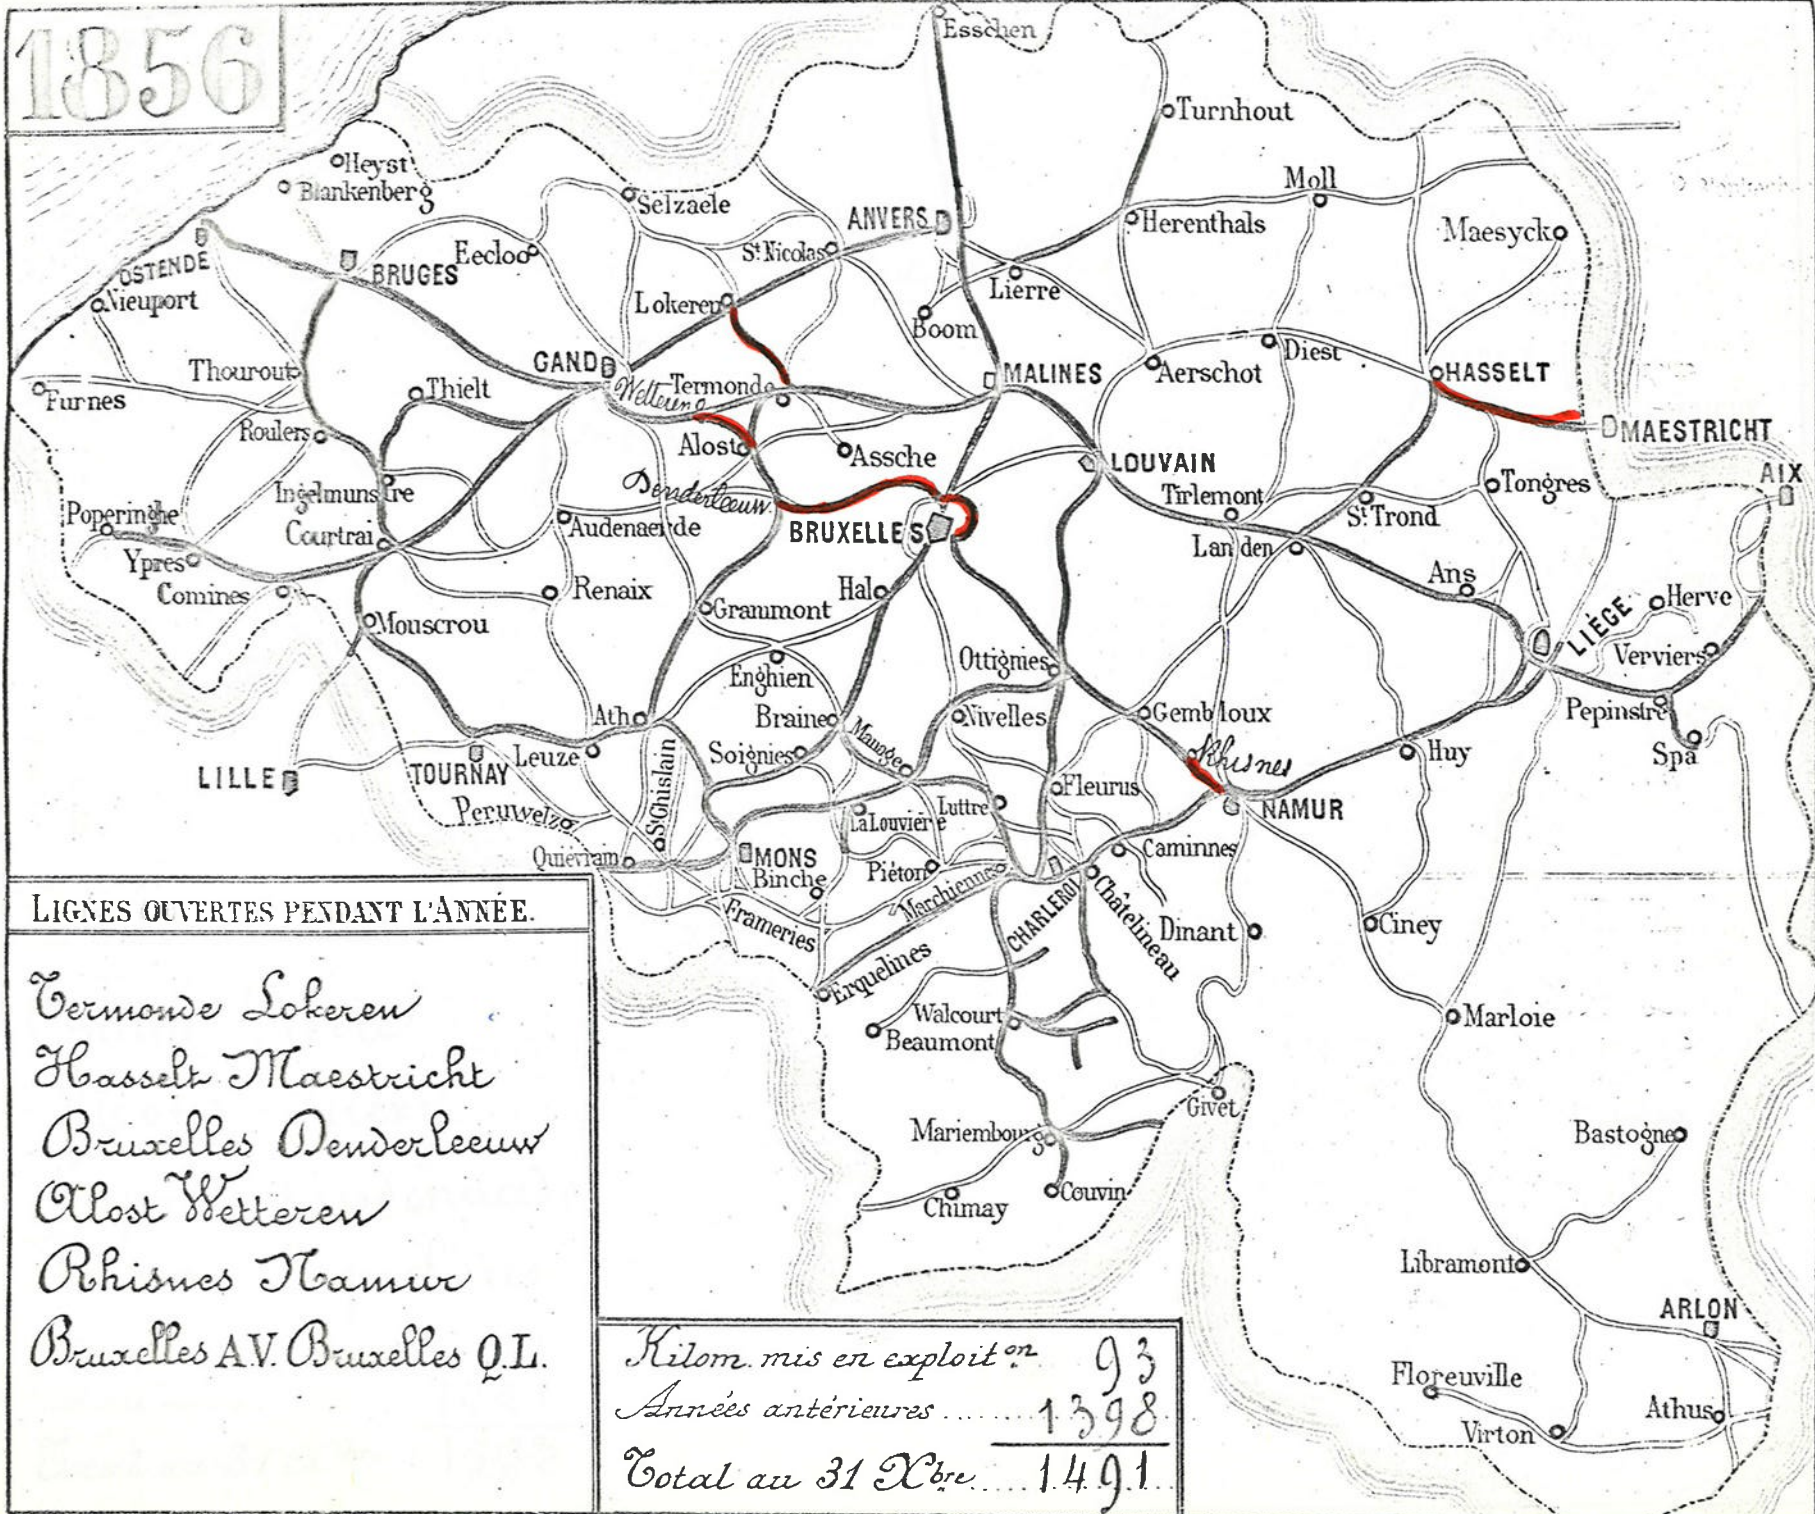 1856
Esschen
Turnhout
Heyst
Blankenberg
Moll
Selzaele
ANVERS
Herenthals
Maesyck
Eecloo
St Nicolas
OSTENDE
BRUGES
Nieuport
Lokeren
Lierre
Boom
Thourout
GAND
Wetteren
Termonde
MALINES
Aerschot
Diest
HASSELT
Furnes
Thielt
Roulers
Alost
Assche
LOUVAIN
MAESTRICHT
AIX
Ingelmunstre
Denderleeuw
Tirlemont
St Trond
Tongres
Poperinghe
Courtrai
Audenaerde
BRUXELLES
Landen
Ypres
Comines
Renaix
Hal
Ans
Herve
Grammont
LIÉGE
Mouscrou
Enghien
Ottignies
Verviers
Ath
Braine
Nivelles
Gembloux
Pepinstre
Soignies
Manage
Rhisnes
Huy
Spa
LILLE
TOURNAY
Leuze
St Ghislain
Fleurus
Peruwelz
La Louvière
Luttre
NAMUR
Quiévrain
MONS
Binche
Piéton
Caminnes
Marchienne
CHARLEROI
Châtelineau
Frameries
Dinant
Ciney
Erquelines
Walcourt
Beaumont
Marloie
Givet
Mariembourg
Bastogne
Chimay
Couvin
Libramont
ARLON
Floreuville
Virton
Athus
LIGNES OUVERTES PENDANT L'ANNÉE.
Termonde Lokeren
Hasselt Maestricht
Bruxelles Denderleeuw
Alost Wetteren
Rhisnes Namur
Bruxelles A.V. Bruxelles Q.L.
Kilom. mis en exploiton 93
Années antérieures ....... 1398
Total au 31 Xbre ..... 1491